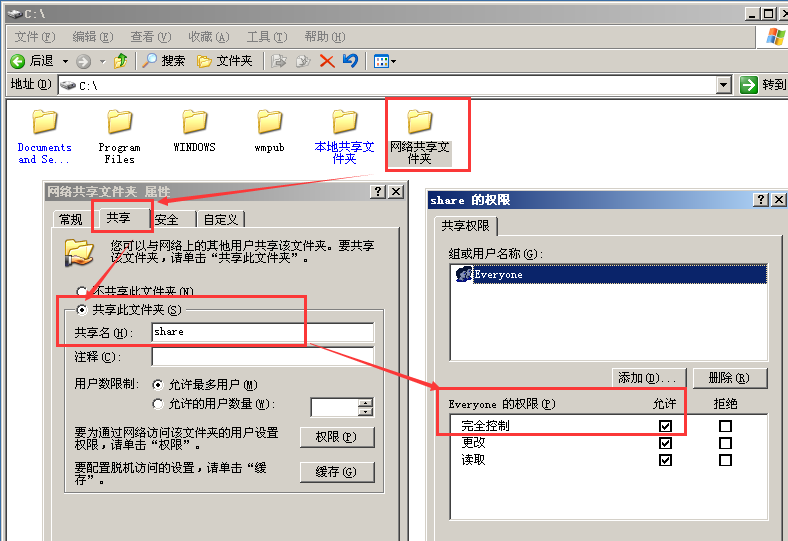 C:\
文件(F) 编辑(E) 查看(V) 收藏(A) 工具(T) 帮助(H)
后退 搜索 文件夹
地址(D) C:\ 转到
Documents
and Se...
Program
Files
WINDOWS
wmpub
本地共享文
件夹
网络共享文
件夹
网络共享文件夹 属性
常规 共享 安全 自定义
您可以与网络上的其他用户共享该文件夹。要共享
该文件夹，请单击“共享此文件夹”。
不共享此文件夹(N)
共享此文件夹(S)
共享名(H): share
注释(C):
用户数限制: 允许最多用户(M)
允许的用户数量(W):
要为通过网络访问该文件夹的用户设置
权限，请单击“权限”。
权限(P)
要配置脱机访问的设置，请单击“缓
存”。
缓存(G)
share 的权限
共享权限
组或用户名称(G):
Everyone
添加(D)... 删除(R)
Everyone 的权限(P) 允许 拒绝
完全控制
更改
读取